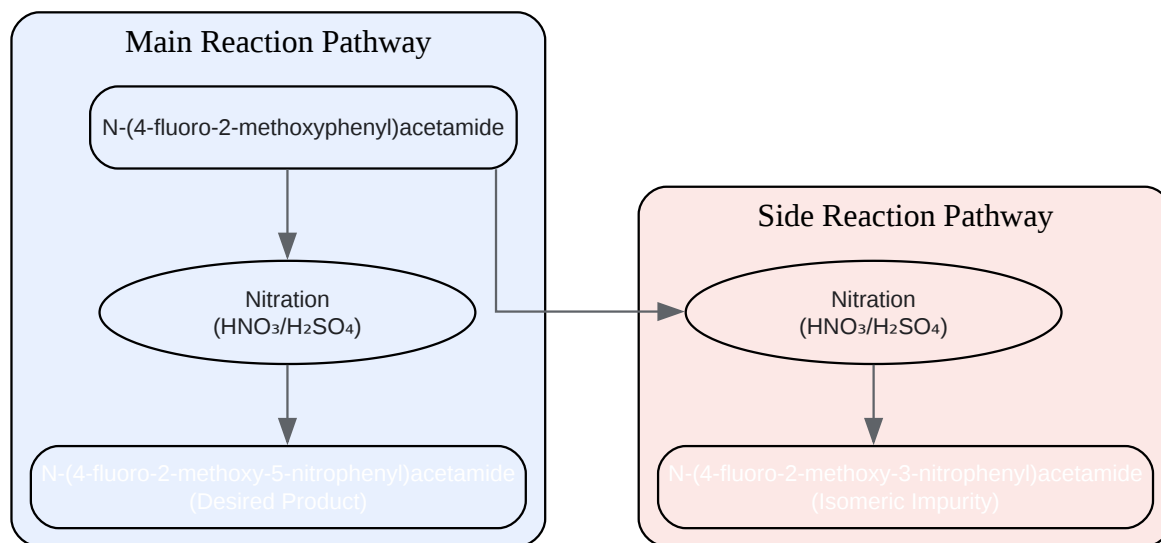 Main Reaction Pathway
N-(4-fluoro-2-methoxyphenyl)acetamide
Nitration
(HNO₃/H₂SO₄)
N-(4-fluoro-2-methoxy-5-nitrophenyl)acetamide
(Desired Product)
Side Reaction Pathway
Nitration
(HNO₃/H₂SO₄)
N-(4-fluoro-2-methoxy-3-nitrophenyl)acetamide
(Isomeric Impurity)